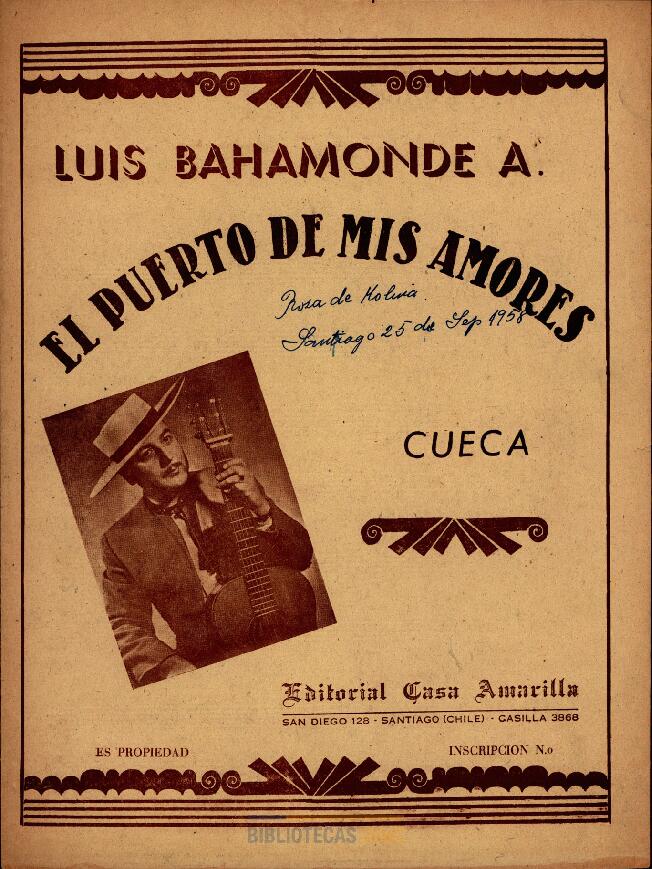 LUIS BAHAMONDE A.
EL PUERTO DE MIS AMORES
Rosa de Molina.
Santiago 25 de Sep 1958
CUECA
Editorial Casa Amarilla
SAN DIEGO 128 - SANTIAGO (CHILE) - CASILLA 3868
ES PROPIEDAD
INSCRIPCION N.o
BIBLIOTECAS